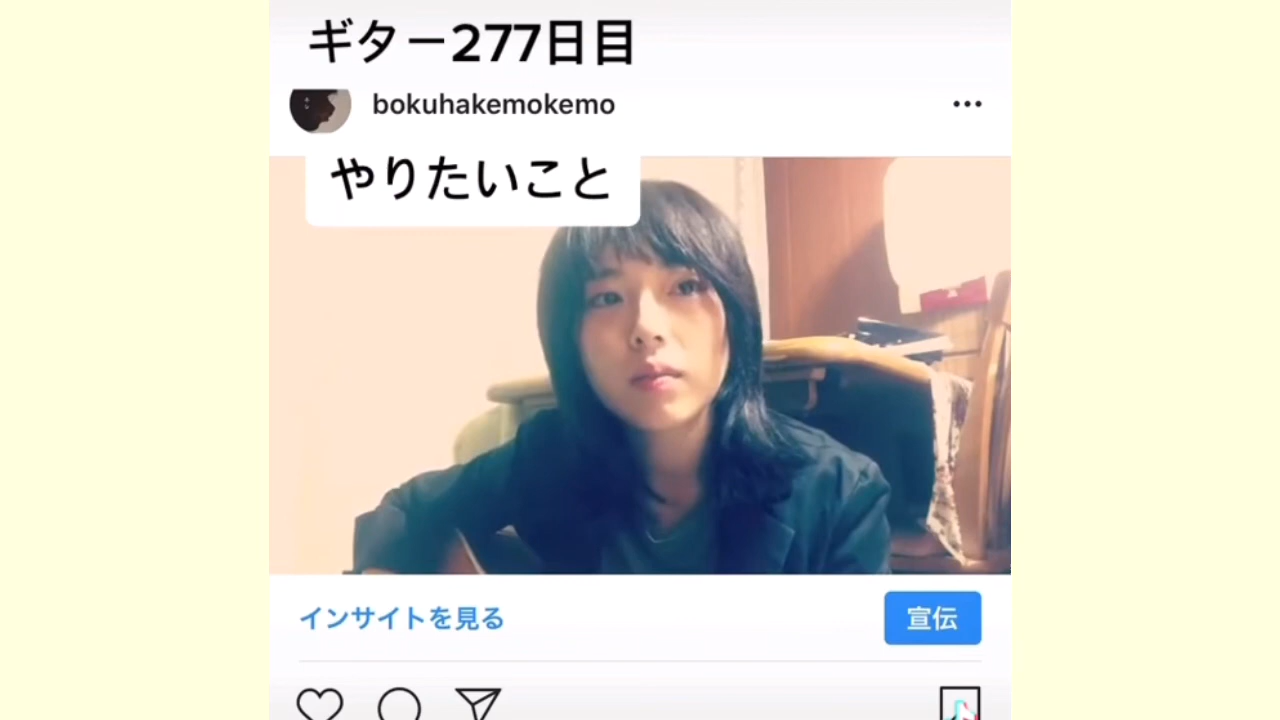 ギター277日目
bokuhakemokemo
やりたいこと
インサイトを見る
宣伝